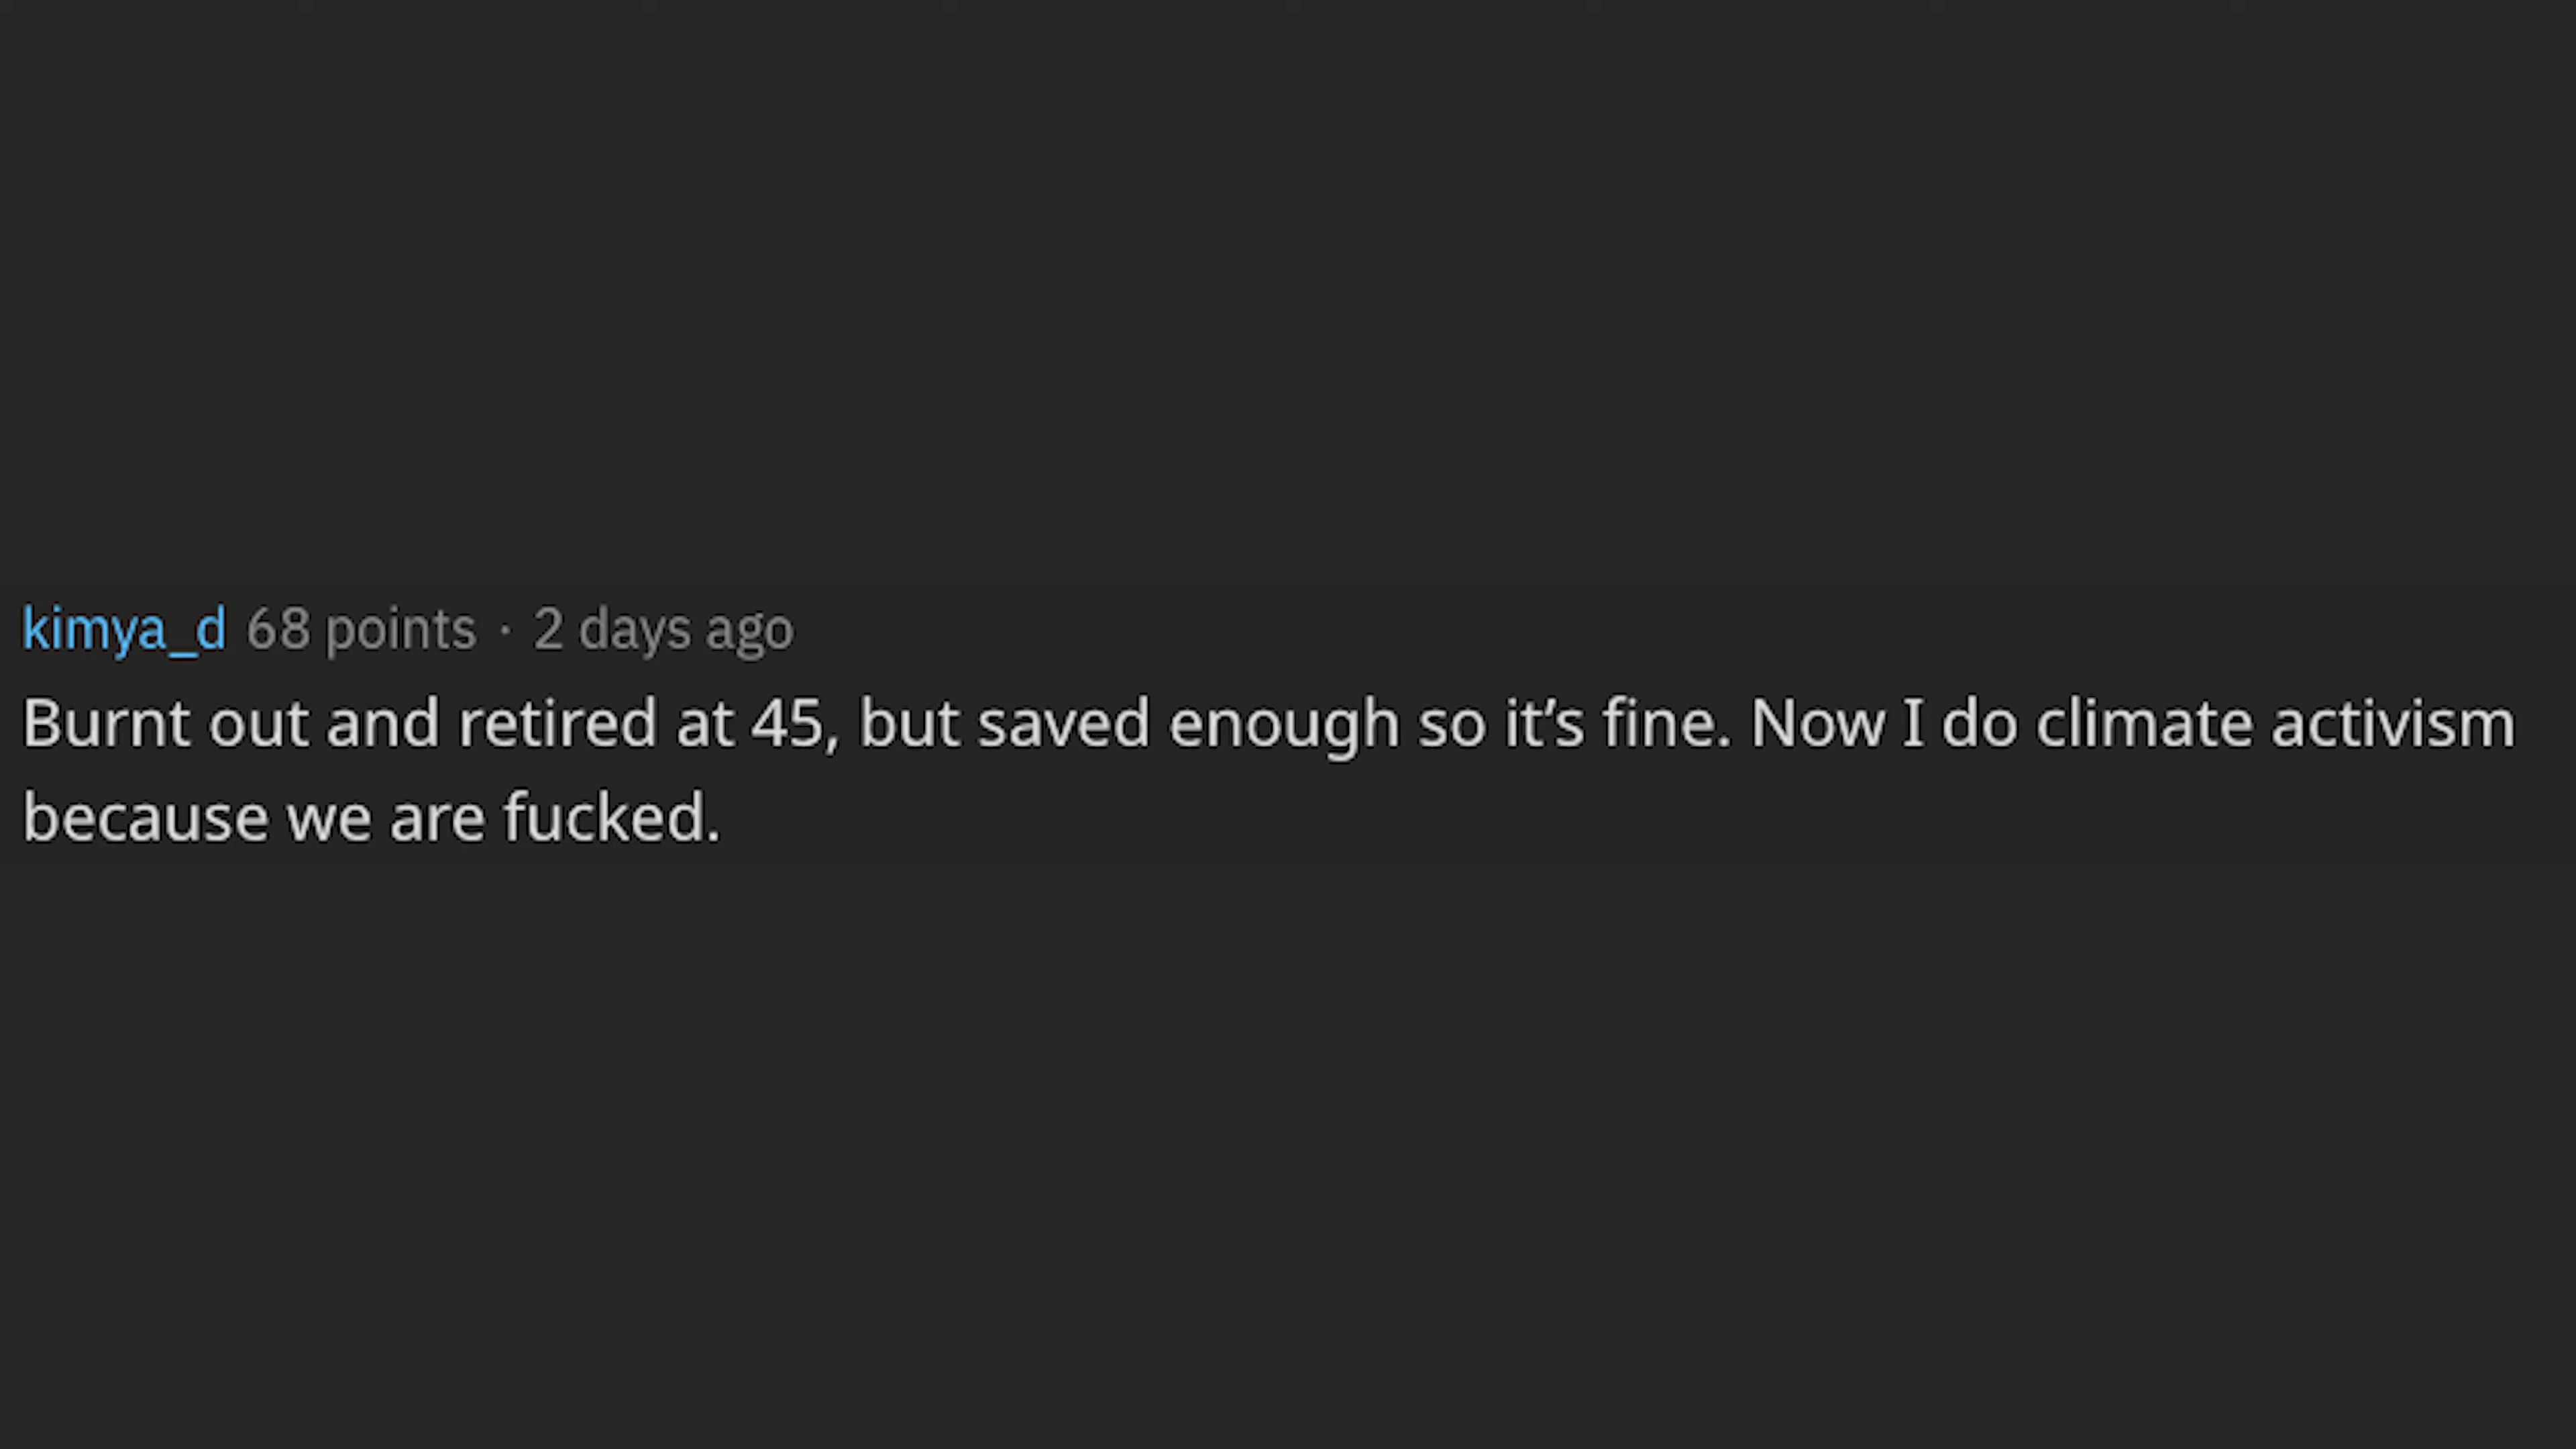 kimya_d 68 points · 2 days ago
Burnt out and retired at 45, but saved enough so it’s fine. Now I do climate activism
because we are fucked.